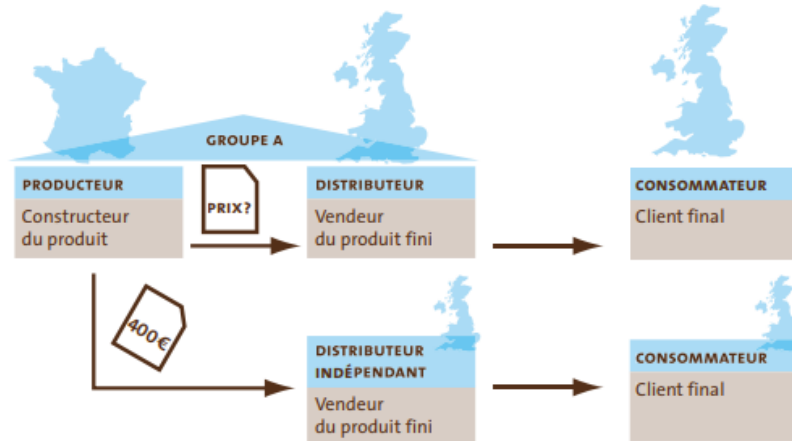 GROUPE A
PRODUCTEUR
Constructeur
du produit
PRIX?
DISTRIBUTEUR
Vendeur
du produit fini
CONSOMMATEUR
Client final
400€
DISTRIBUTEUR
INDÉPENDANT
Vendeur
du produit fini
CONSOMMATEUR
Client final